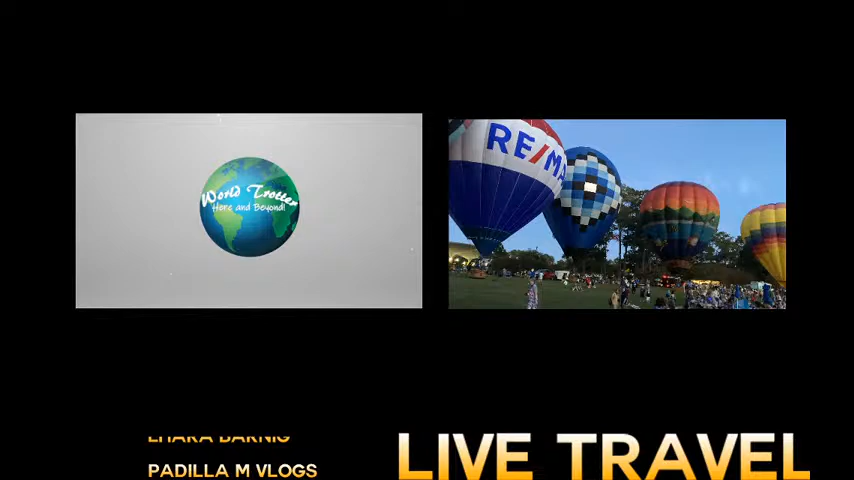 World Trotter
Here and Beyond!
RE/MA
PADILLA M VLOGS
LIVE TRAVEL